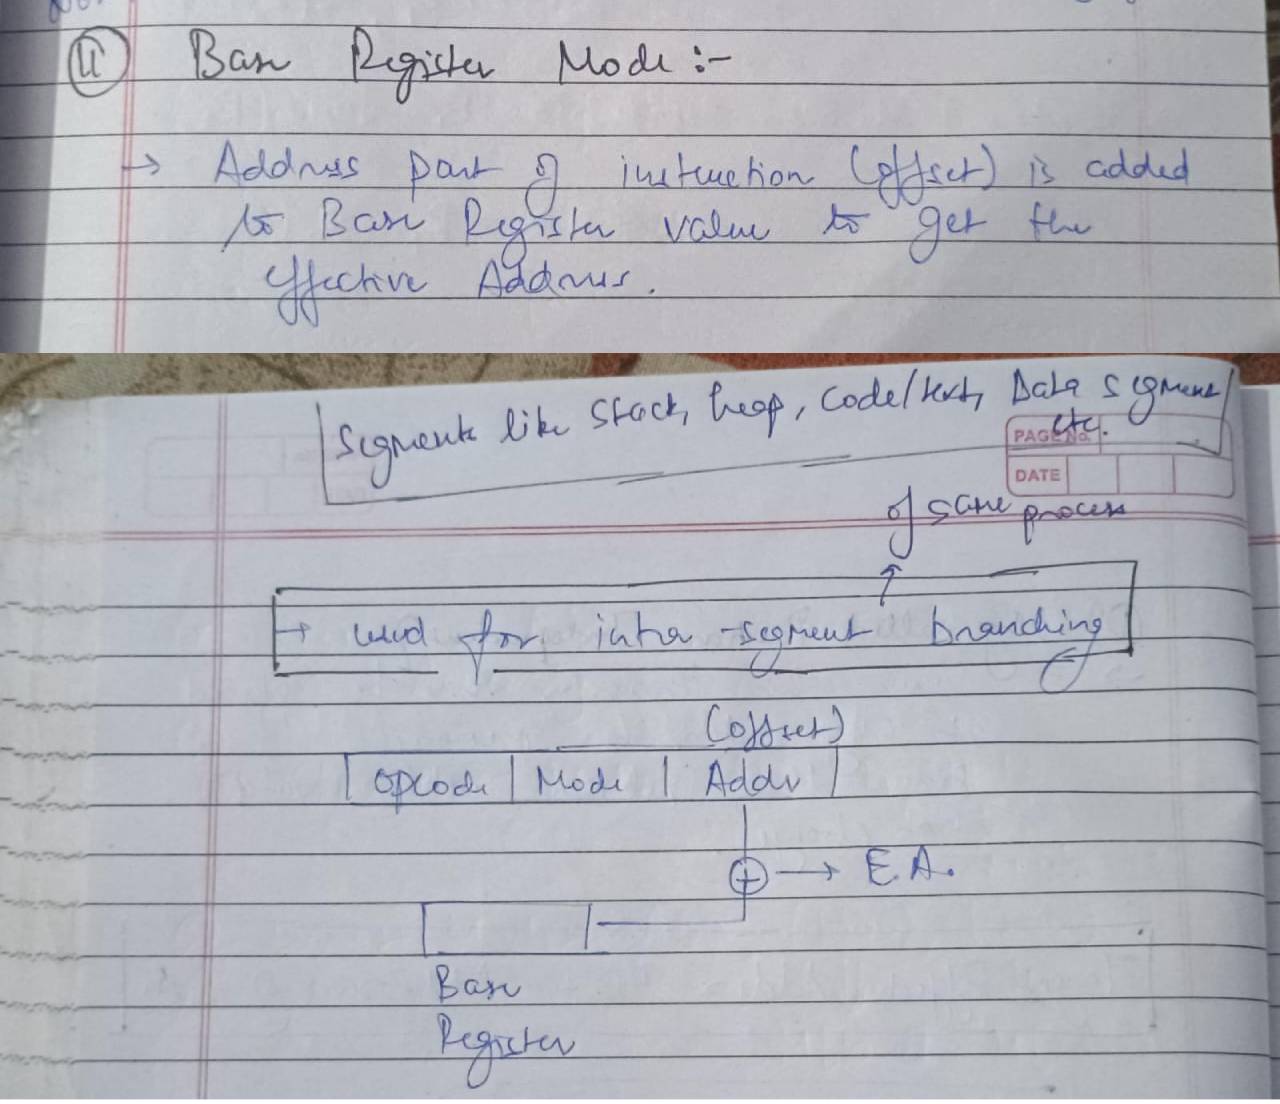 11 Base Register Mode :-
→ Address part of instruction (offset) is added
to Base Register value to get the
effective Address.
Segments like Stack, heap, code/text, Data segment
etc.
PAGE No.
DATE
of same process
→ used for intra-segment branching
(offset)
Opcode | Mode | Addr
+ → E.A.
Base
Register